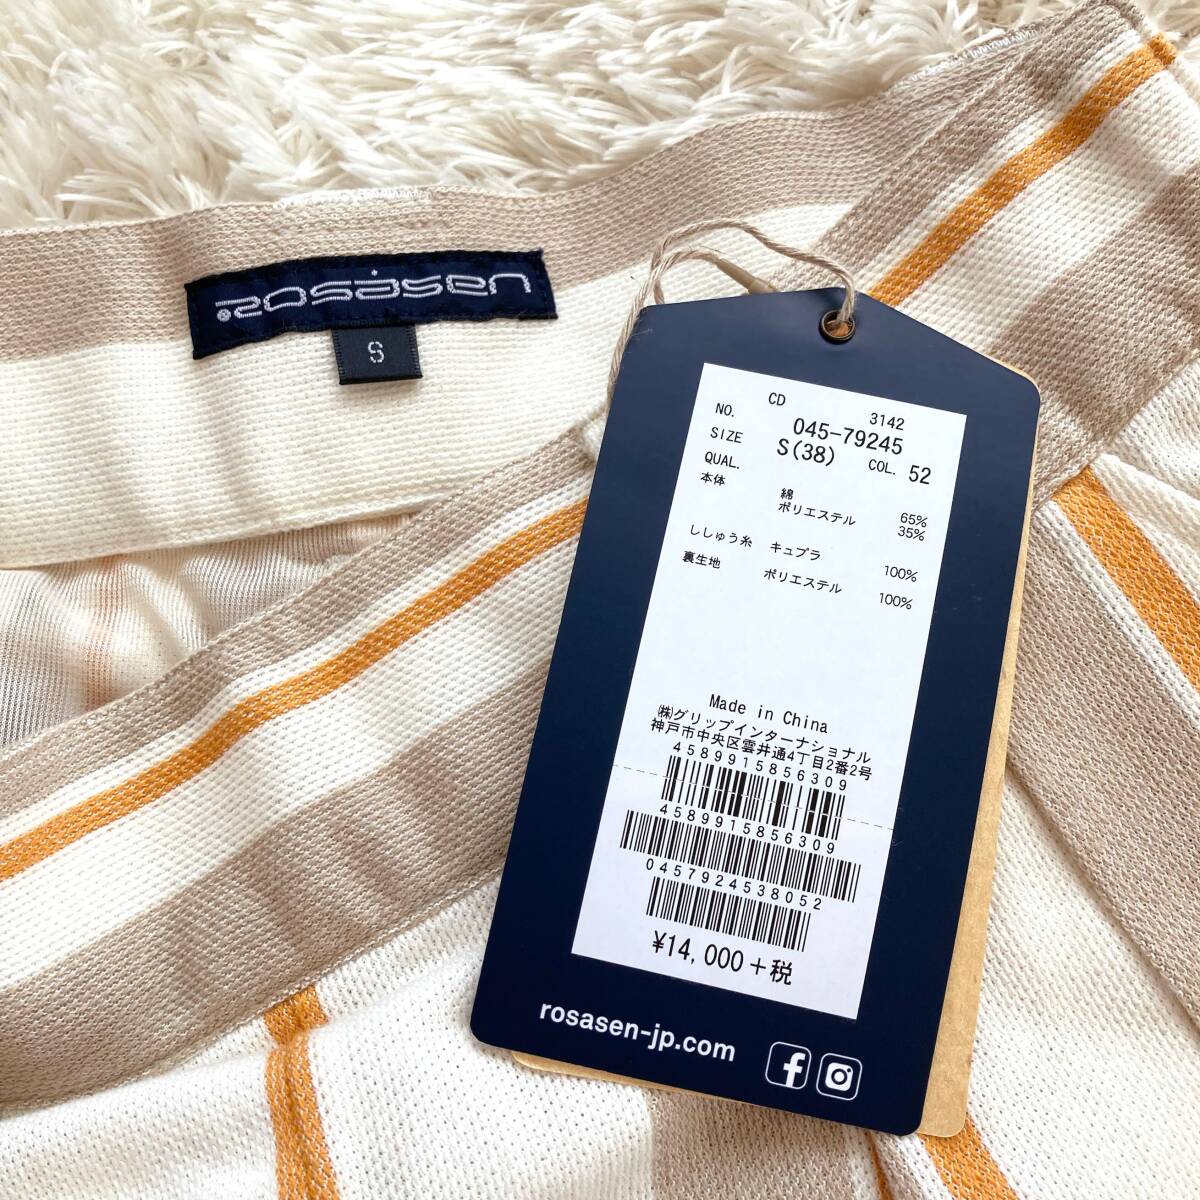 rosasen
S
CD 3142
NO. 045-79245
SIZE S(38) COL. 52
QUAL.
本体 綿 65%
ポリエステル 35%
ししゅう糸 キュプラ 100%
裏生地 ポリエステル 100%
Made in China
㈱グリップインターナショナル
神戸市中央区雲井通4丁目2番2号
4589915856309
4589915856309
0457924538052
¥14,000+税
rosasen-jp.com